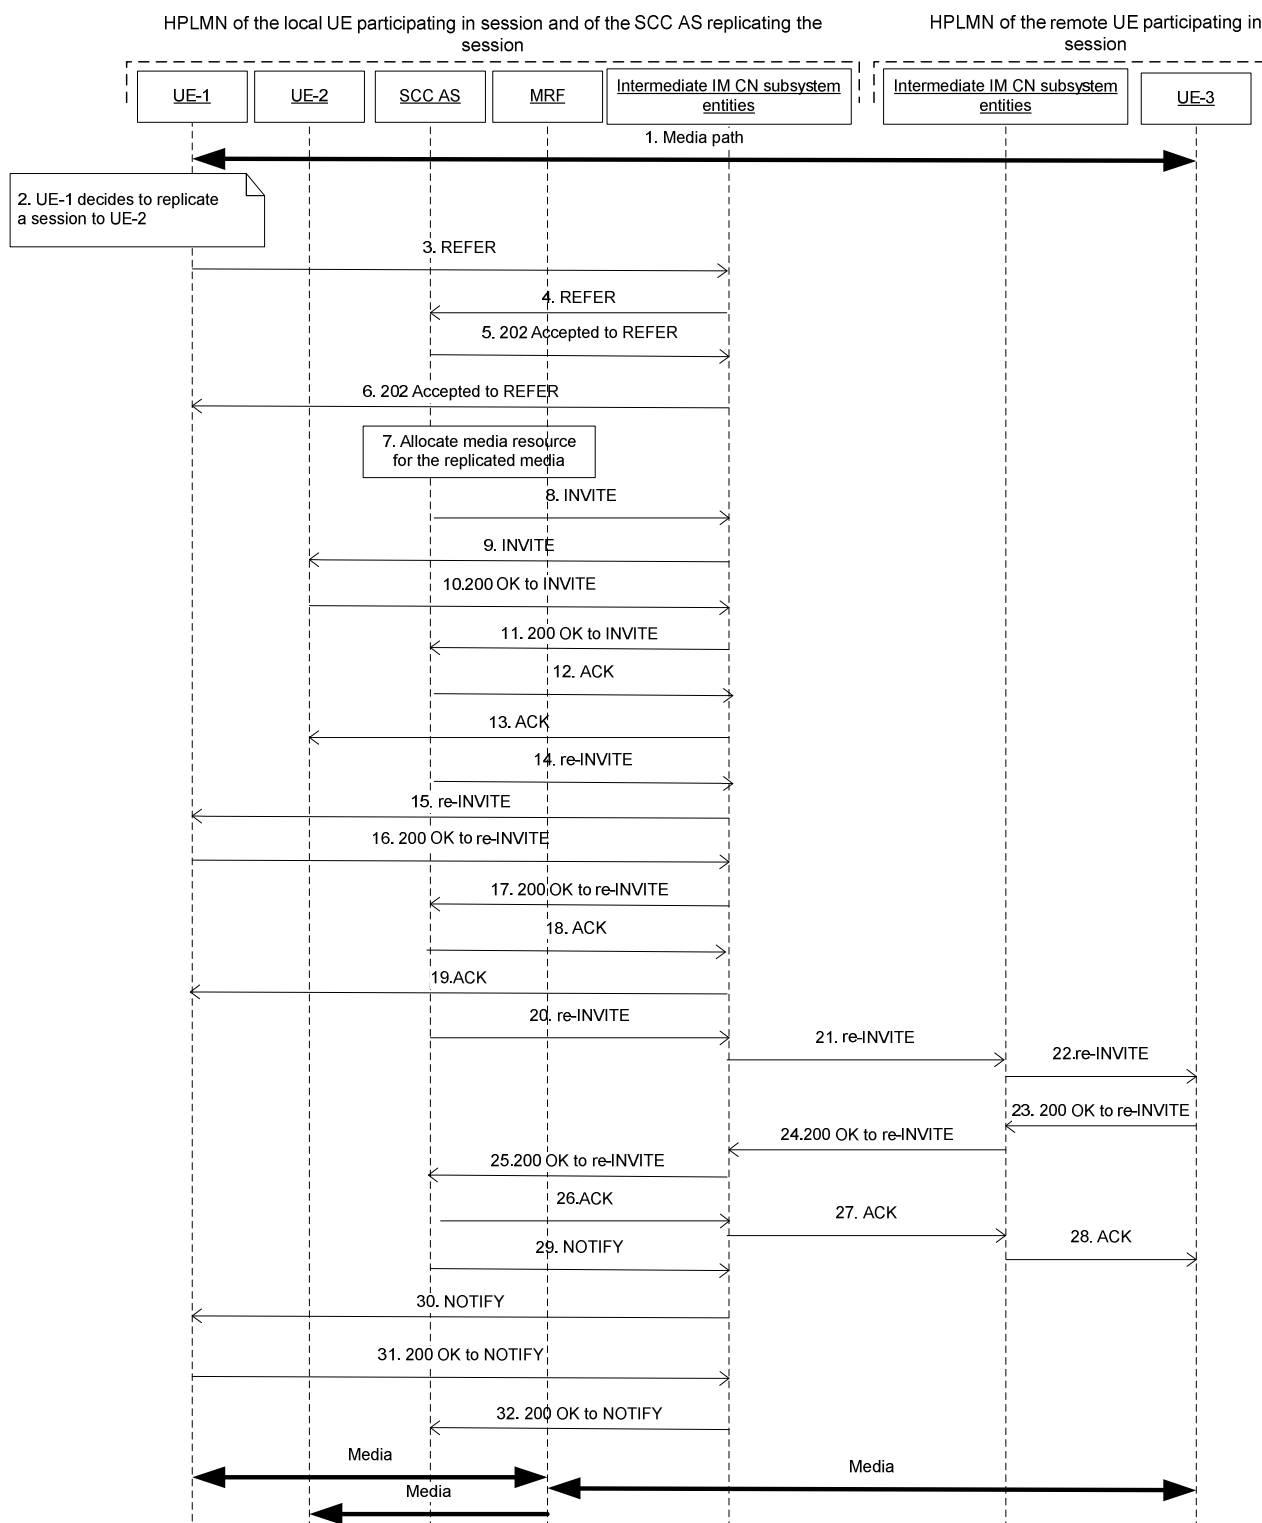 HPLMN of the local UE participating in session and of the SCC AS replicating the
session
HPLMN of the remote UE participating in
session
UE-1
UE-2
SCC AS
MRF
Intermediate IM CN subsystem
entities
Intermediate IM CN subsystem
entities
UE-3
1. Media path
2. UE-1 decides to replicate
a session to UE-2
3. REFER
4. REFER
5. 202 Accepted to REFER
6. 202 Accepted to REFER
7. Allocate media resource
for the replicated media
8. INVITE
9. INVITE
10.200 OK to INVITE
11. 200 OK to INVITE
12. ACK
13. ACK
14. re-INVITE
15. re-INVITE
16. 200 OK to re-INVITE
17. 200 OK to re-INVITE
18. ACK
19.ACK
20. re-INVITE
21. re-INVITE
22.re-INVITE
23. 200 OK to re-INVITE
24.200 OK to re-INVITE
25.200 OK to re-INVITE
26.ACK
27. ACK
28. ACK
29. NOTIFY
30. NOTIFY
31. 200 OK to NOTIFY
32. 200 OK to NOTIFY
Media
Media
Media